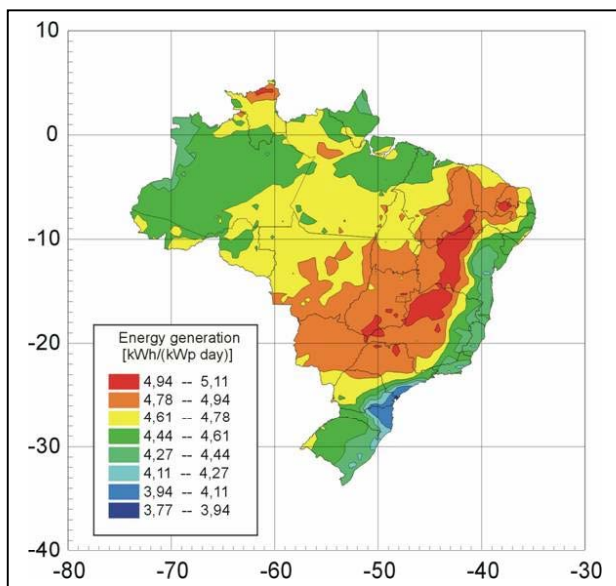 10
0
-10
-20
-30
-40
-80
-70
-60
-50
-40
-30
Energy generation
[kWh/(kWp day)]
4,94 -- 5,11
4,78 -- 4,94
4,61 -- 4,78
4,44 -- 4,61
4,27 -- 4,44
4,11 -- 4,27
3,94 -- 4,11
3,77 -- 3,94